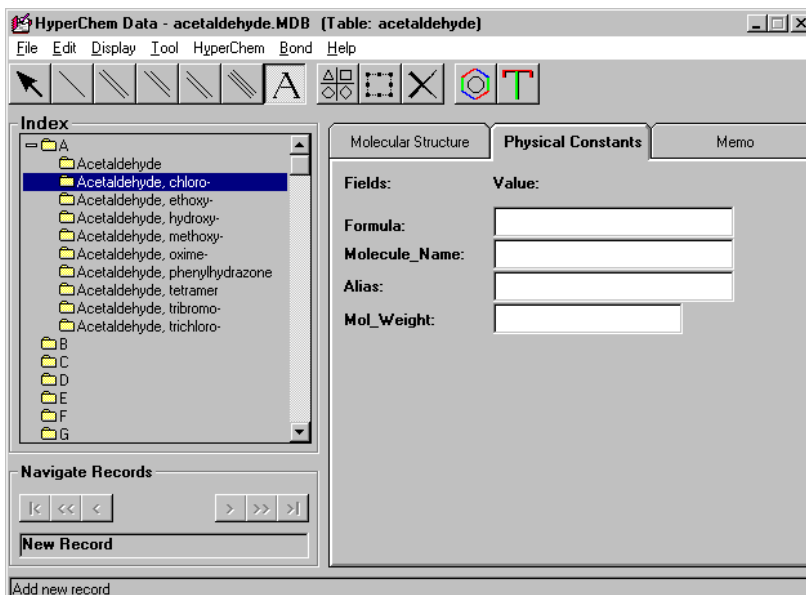 HyperChem Data - acetaldehyde.MDB (Table: acetaldehyde)
File Edit Display Tool HyperChem Bond Help
A
Index
A
Acetaldehyde
Acetaldehyde, chloro-
Acetaldehyde, ethoxy-
Acetaldehyde, hydroxy-
Acetaldehyde, methoxy-
Acetaldehyde, oxime-
Acetaldehyde, phenylhydrazone
Acetaldehyde, tetramer
Acetaldehyde, tribromo-
Acetaldehyde, trichloro-
B
C
D
E
F
G
Navigate Records
|< << < > >> >|
New Record
Molecular Structure Physical Constants Memo
Fields: Value:
Formula:
Molecule_Name:
Alias:
Mol_Weight:
Add new record